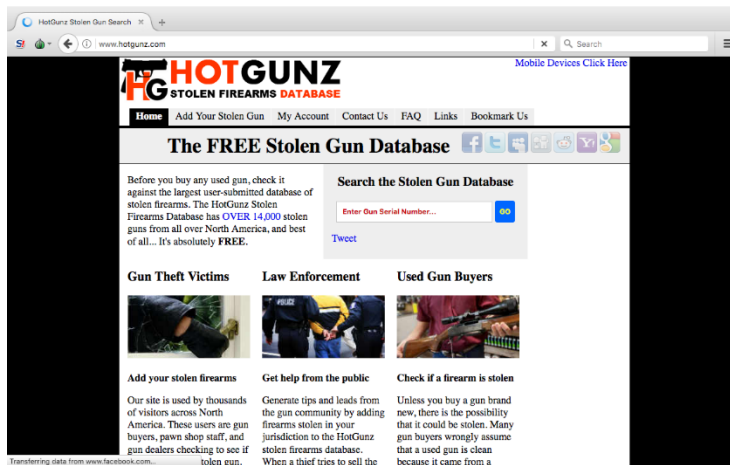 HotGunz Stolen Gun Search
www.hotgunz.com
Search
Mobile Devices Click Here
HG HOTGUNZ
STOLEN FIREARMS DATABASE
Home Add Your Stolen Gun My Account Contact Us FAQ Links Bookmark Us
The FREE Stolen Gun Database
Before you buy any used gun, check it
against the largest user-submitted database of
stolen firearms. The HotGunz Stolen
Firearms Database has OVER 14,000 stolen
guns from all over North America, and best
of all... It's absolutely FREE.
Search the Stolen Gun Database
Enter Gun Serial Number...
GO
Tweet
Gun Theft Victims
POLICE
Add your stolen firearms
Our site is used by thousands
of visitors across North
America. These users are gun
buyers, pawn shop staff, and
gun dealers checking to see if
tolen gun.
Law Enforcement
Get help from the public
Generate tips and leads from
the gun community by adding
firearms stolen in your
jurisdiction to the HotGunz
stolen firearms database.
When a thief tries to sell the
Used Gun Buyers
Check if a firearm is stolen
Unless you buy a gun brand
new, there is the possibility
that it could be stolen. Many
gun buyers wrongly assume
that a used gun is clean
because it came from a
Transferring data from www.facebook.com...